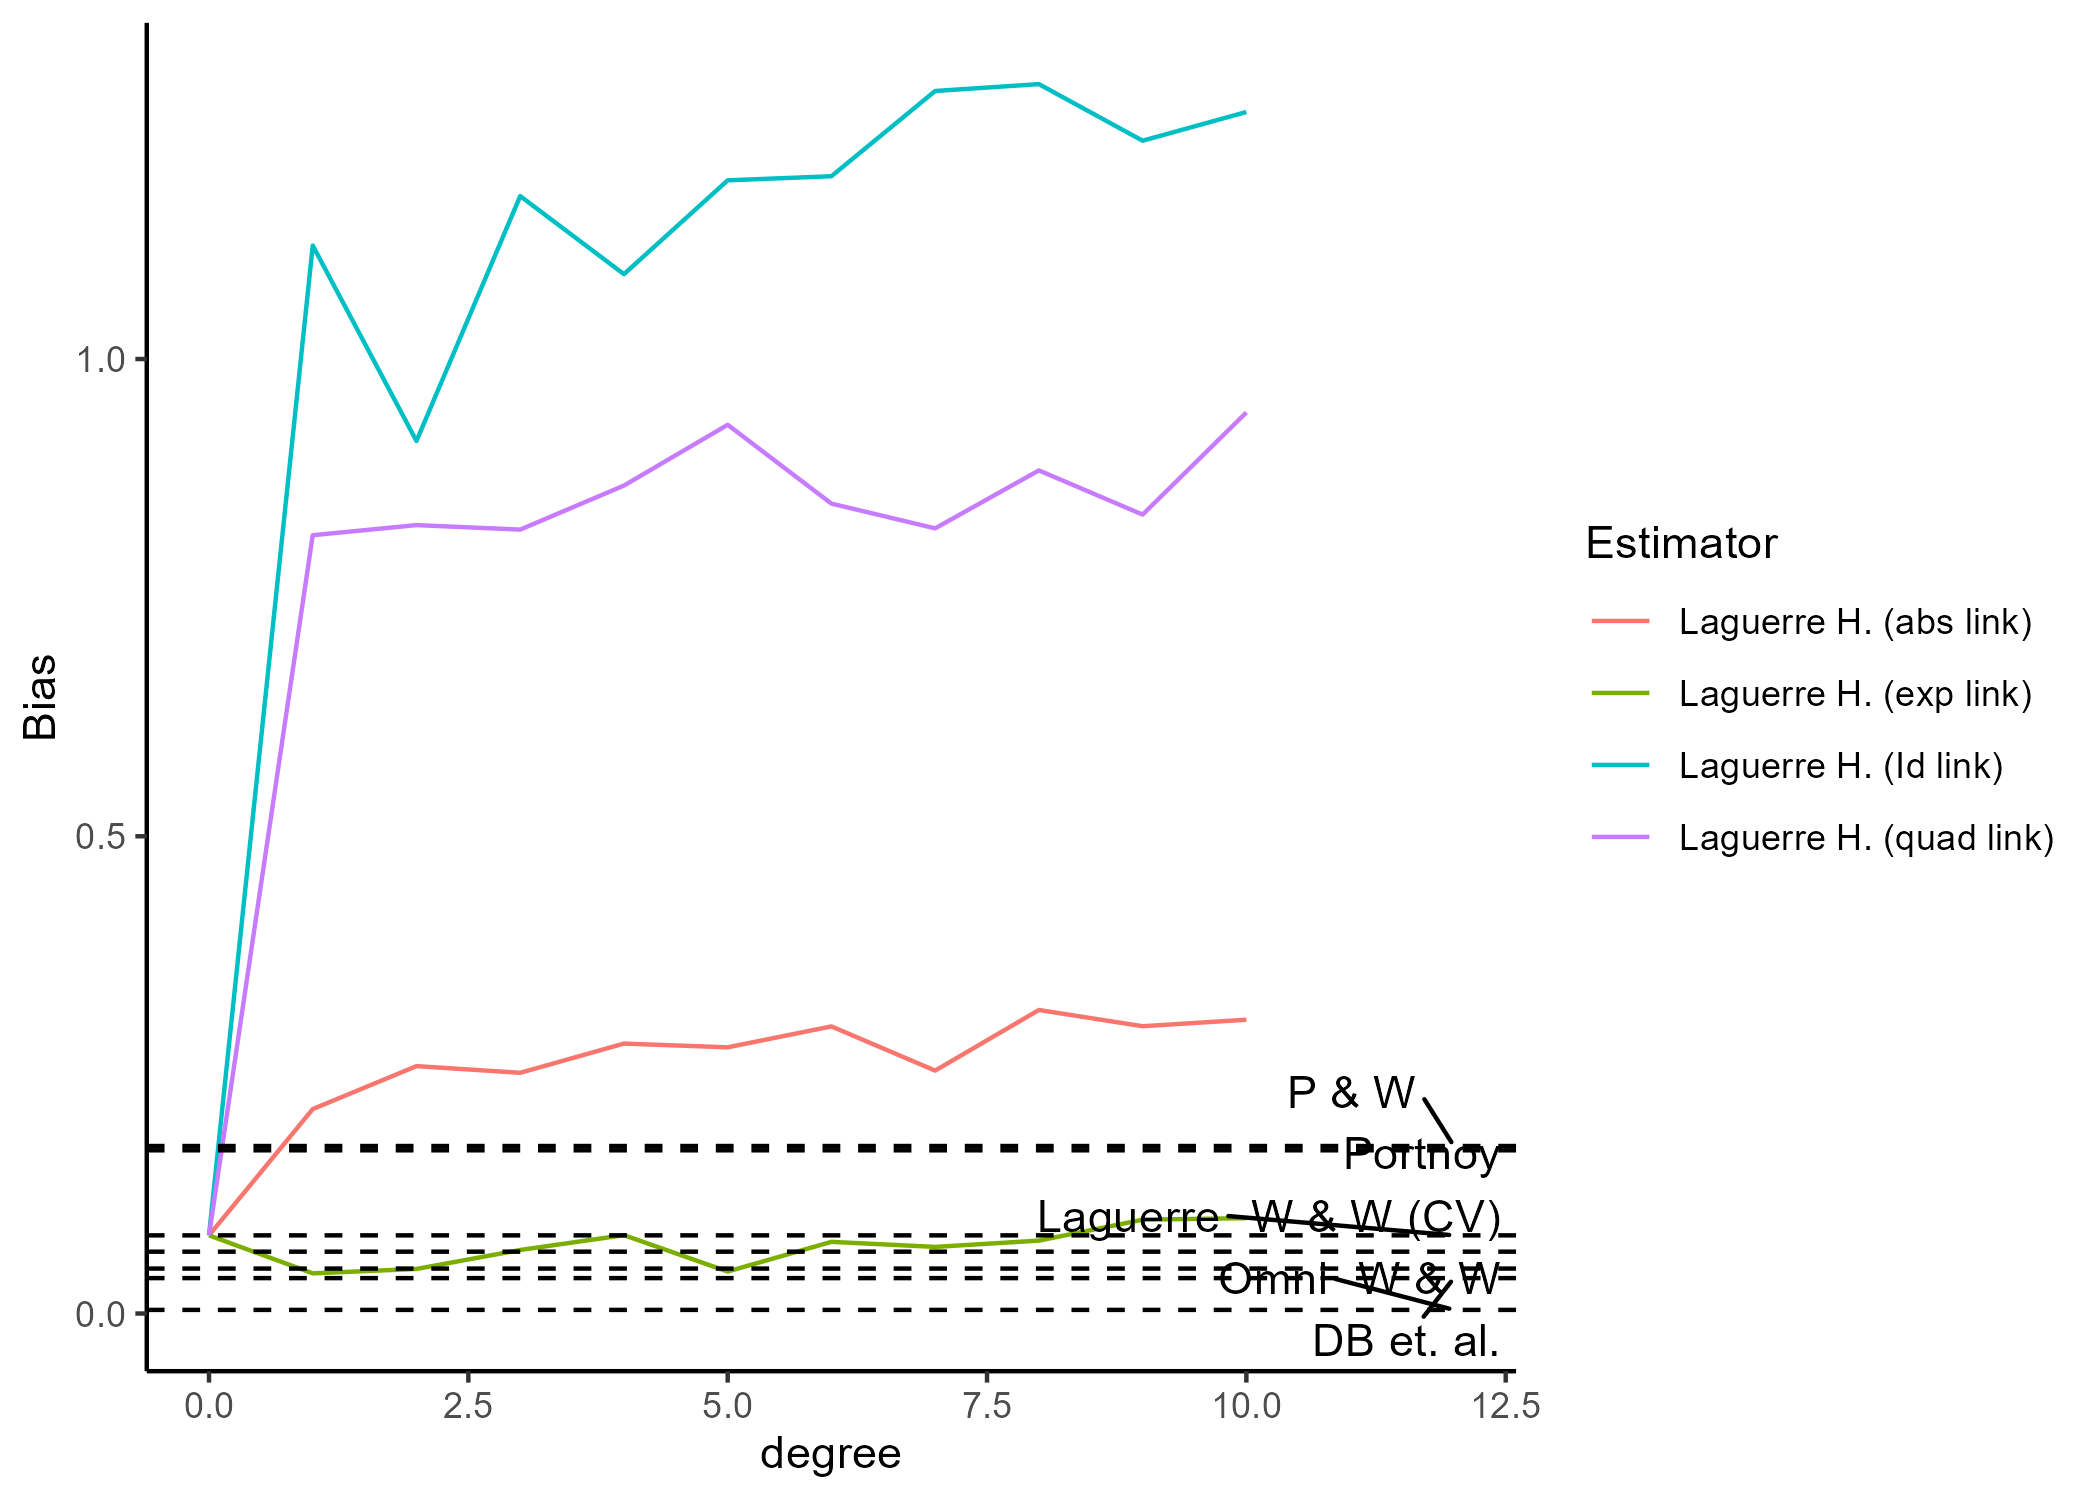 1.0
0.5
0.0
Bias
0.0 2.5 5.0 7.5 10.0 12.5
degree
P & W
Portnoy
Laguerre W & W (CV)
Omni W & W
DB et. al.
Estimator
Laguerre H. (abs link)
Laguerre H. (exp link)
Laguerre H. (Id link)
Laguerre H. (quad link)